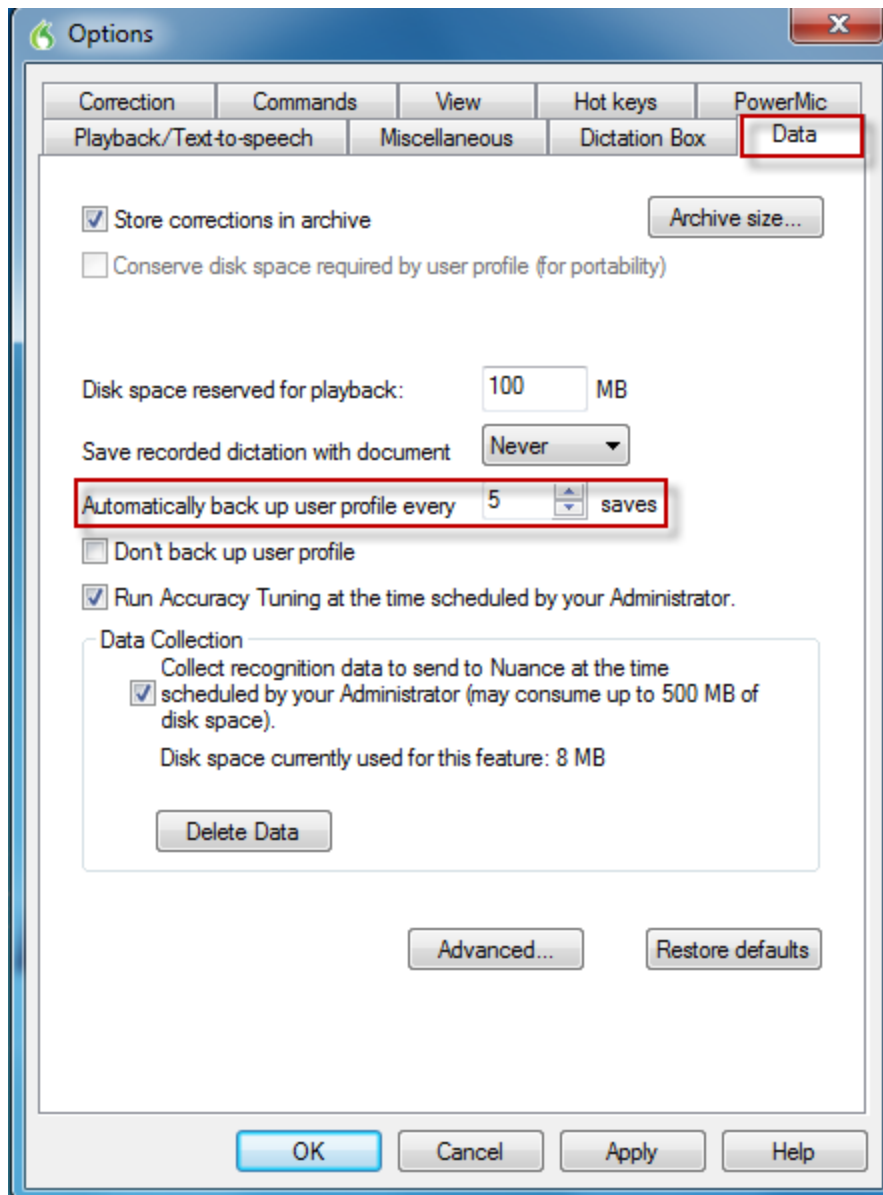 Options
Correction Commands View Hot keys PowerMic
Playback/Text-to-speech Miscellaneous Dictation Box Data
Store corrections in archive Archive size...
Conserve disk space required by user profile (for portability)
Disk space reserved for playback: 100 MB
Save recorded dictation with document Never
Automatically back up user profile every 5 saves
Don't back up user profile
Run Accuracy Tuning at the time scheduled by your Administrator.
Data Collection
Collect recognition data to send to Nuance at the time
scheduled by your Administrator (may consume up to 500 MB of
disk space).
Disk space currently used for this feature: 8 MB
Delete Data
Advanced... Restore defaults
OK Cancel Apply Help